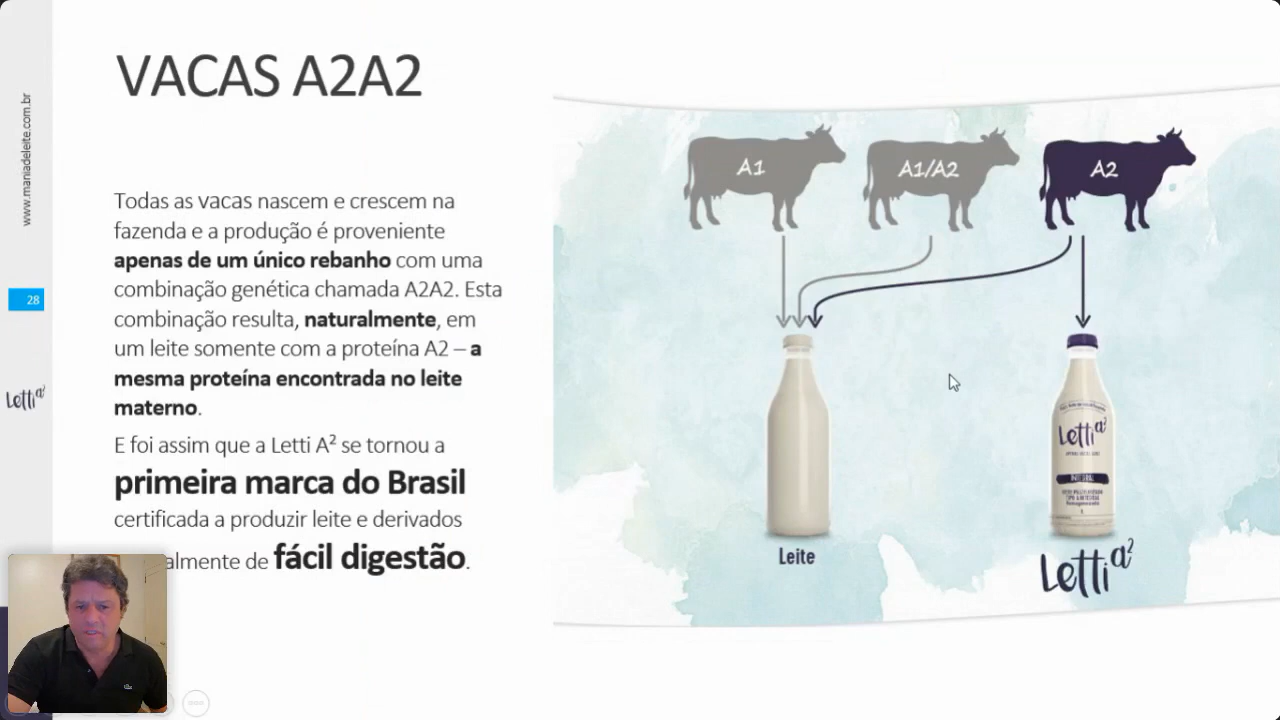 VACAS A2A2
www.maniadeleite.com.br
28
Letti a²
Todas as vacas nascem e crescem na
fazenda e a produção é proveniente
apenas de um único rebanho com uma
combinação genética chamada A2A2. Esta
combinação resulta, naturalmente, em
um leite somente com a proteína A2 – a
mesma proteína encontrada no leite
materno.
E foi assim que a Letti A² se tornou a
primeira marca do Brasil
certificada a produzir leite e derivados
almente de fácil digestão.
A1
A1/A2
A2
Letti a²
INTEGRAL
Leite
Letti a²